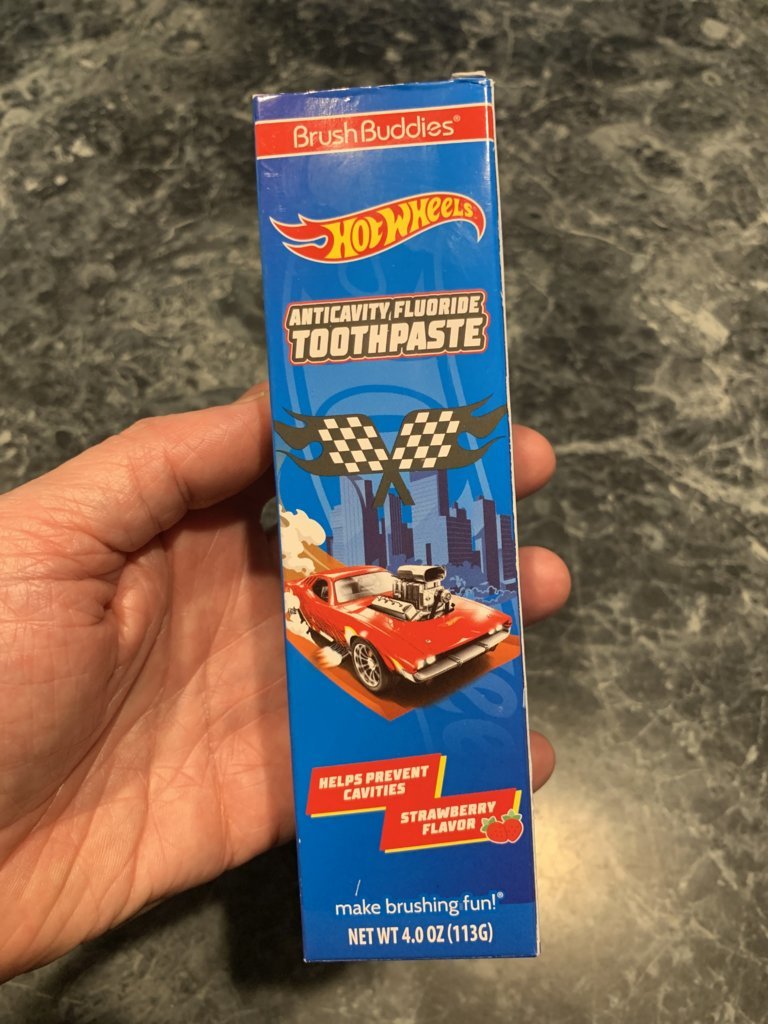 BrushBuddies®
HOT WHEELS
ANTICAVITY FLUORIDE
TOOTHPASTE
HELPS PREVENT
CAVITIES
STRAWBERRY
FLAVOR
make brushing fun!®
NET WT 4.0 OZ (113G)